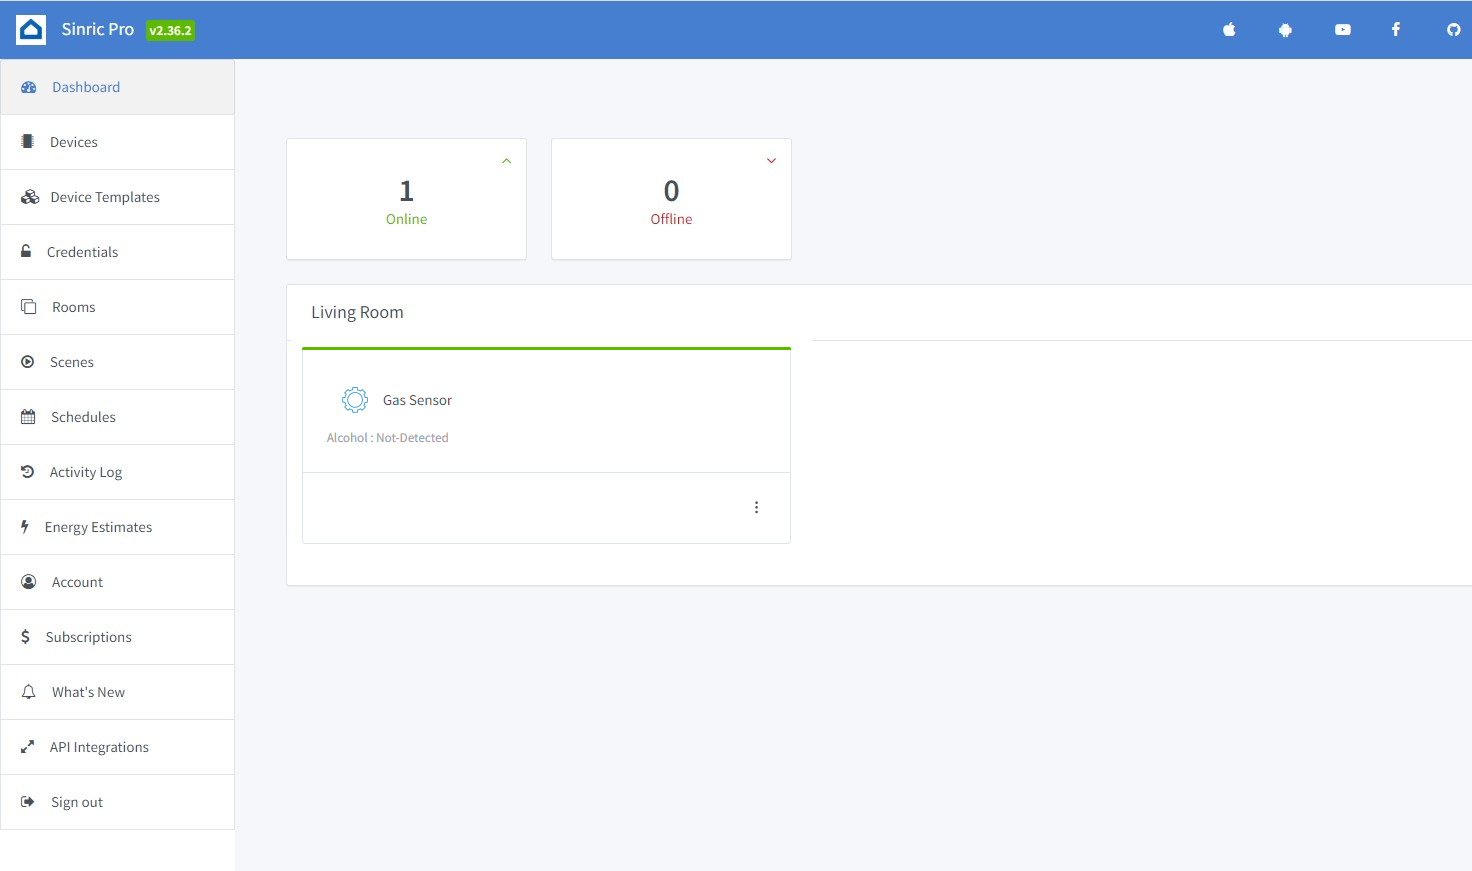 Sinric Pro v2.36.2
Dashboard
Devices
Device Templates
Credentials
Rooms
Scenes
Schedules
Activity Log
Energy Estimates
Account
Subscriptions
What's New
API Integrations
Sign out
1
Online
0
Offline
Living Room
Gas Sensor
Alcohol : Not-Detected